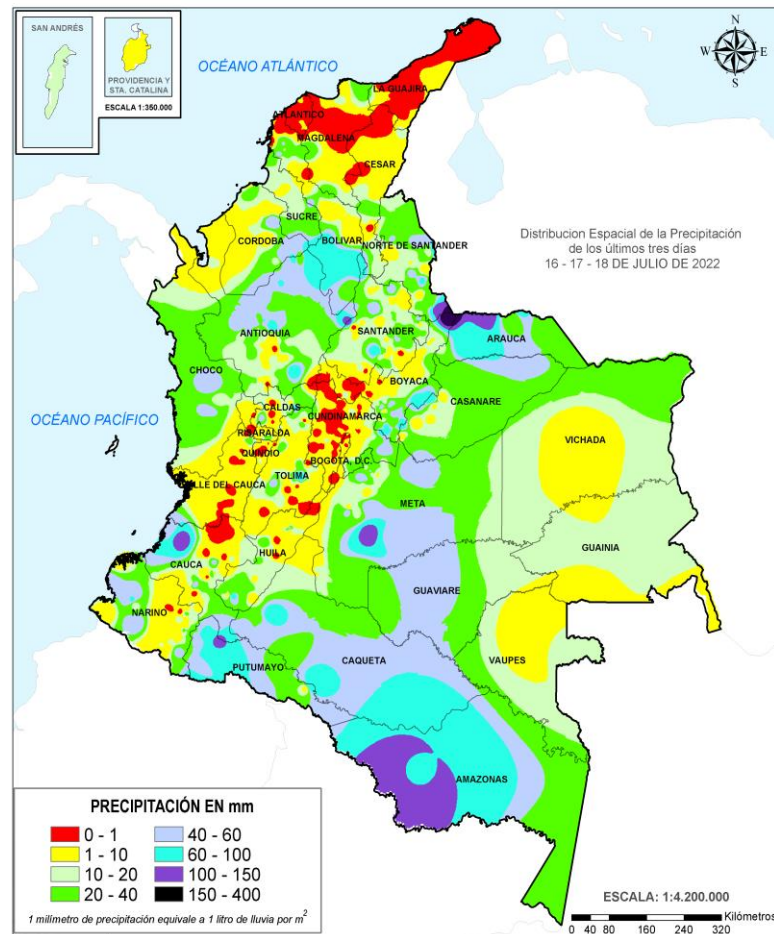 SAN ANDRÉS
PROVIDENCIA Y
STA. CATALINA
ESCALA 1:350.000
OCÉANO ATLÁNTICO
N
W E
S
LA GUAJIRA
ATLANTICO
MAGDALENA
CESAR
SUCRE
CORDOBA
BOLIVAR
NORTE DE SANTANDER
Distribucion Espacial de la Precipitación
de los últimos tres días
16 - 17 - 18 DE JULIO DE 2022
ANTIOQUIA
SANTANDER
ARAUCA
CHOCO
BOYACA
CASANARE
CALDAS
CUNDINAMARCA
OCÉANO PACÍFICO
RISARALDA
VICHADA
QUINDIO
BOGOTA, D.C.
TOLIMA
VALLE DEL CAUCA
META
GUAINIA
HUILA
CAUCA
GUAVIARE
NARINO
VAUPES
CAQUETA
PUTUMAYO
AMAZONAS
PRECIPITACIÓN EN mm
0 - 1 40 - 60
1 - 10 60 - 100
10 - 20 100 - 150
20 - 40 150 - 400
1 milímetro de precipitación equivale a 1 litro de lluvia por m²
ESCALA: 1:4.200.000
Kilómetros
0 40 80 160 240 320